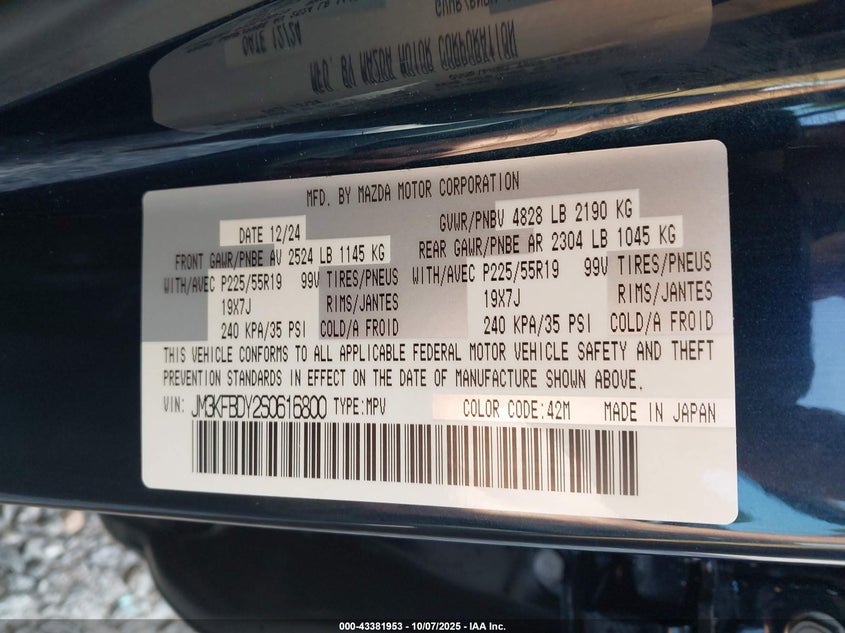 MFD. BY MAZDA MOTOR CORPORATION
DATE 12/24 GVWR/PNBV 4828 LB 2190 KG
FRONT GAWR/PNBE AV 2524 LB 1145 KG REAR GAWR/PNBE AR 2304 LB 1045 KG
WITH/AVEC P225/55R19 99V TIRES/PNEUS WITH/AVEC P225/55R19 99V TIRES/PNEUS
19X7J RIMS/JANTES 19X7J RIMS/JANTES
240 KPA/35 PSI COLD/A FROID 240 KPA/35 PSI COLD/A FROID
THIS VEHICLE CONFORMS TO ALL APPLICABLE FEDERAL MOTOR VEHICLE SAFETY AND THEFT
PREVENTION STANDARDS IN EFFECT ON THE DATE OF MANUFACTURE SHOWN ABOVE.
VIN: JM3KFBDY2S0616800 TYPE:MPV COLOR CODE:42M MADE IN JAPAN
000-43381953 - 10/07/2025 - IAA Inc.